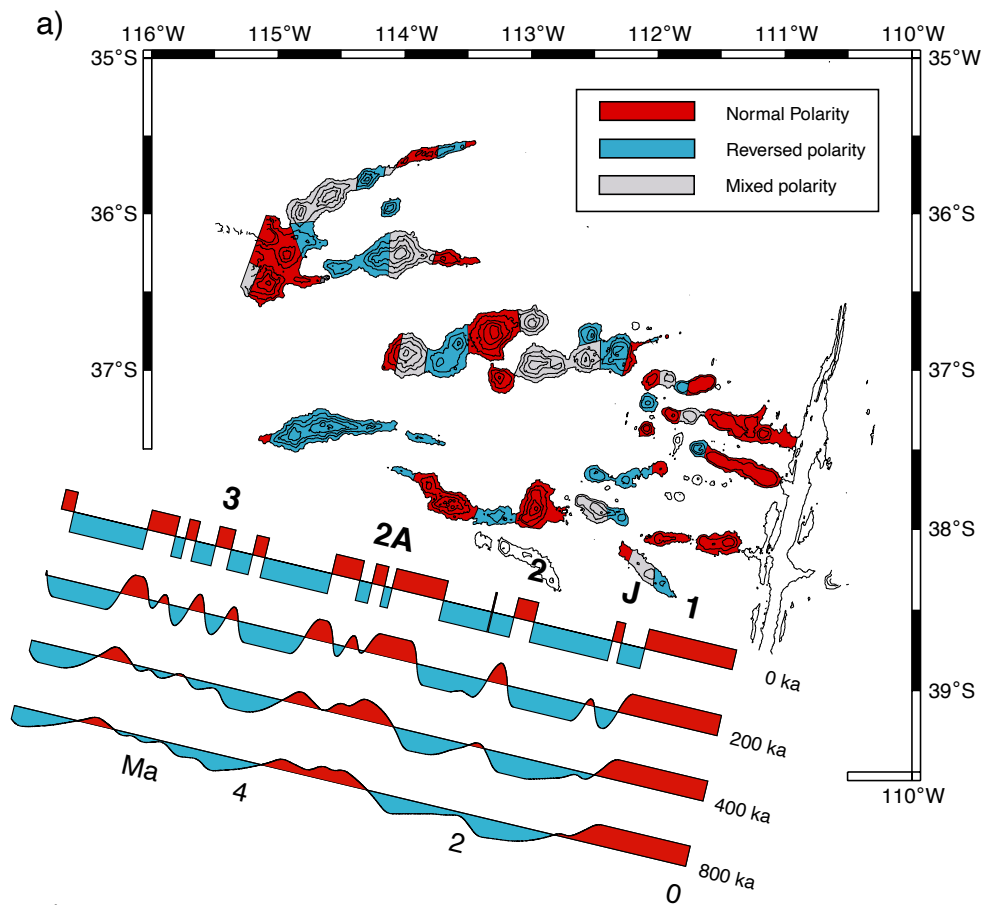 a)
116°W 115°W 114°W 113°W 112°W 111°W 110°W
35°S 35°W
Normal Polarity
Reversed polarity
Mixed polarity
36°S 36°S
37°S 37°S
38°S
39°S
110°W
3
2A
2
J
1
0 ka
200 ka
400 ka
800 ka
Ma
4
2
0